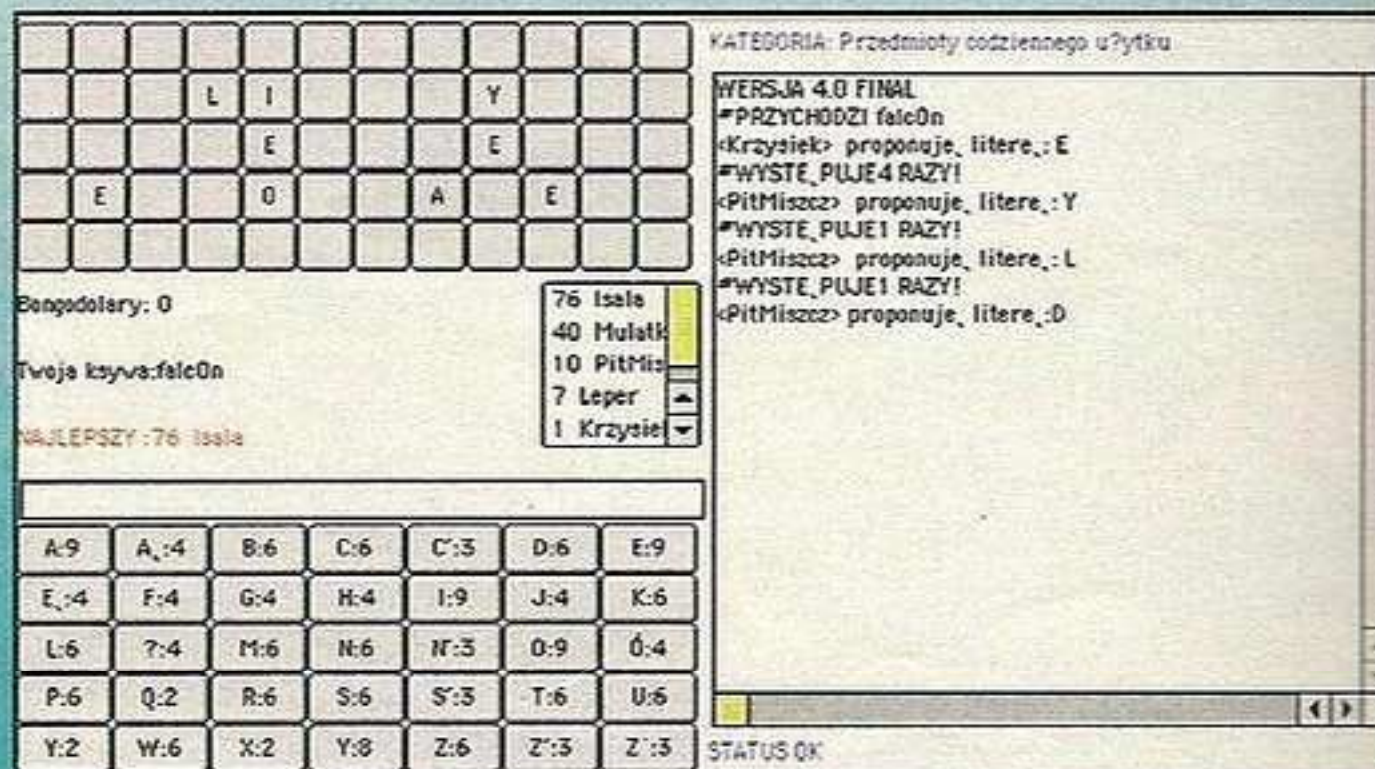 L I Y
E E
E O A E
Bongodolary: 0
Twoja ksywa:falc0n
NAJLEPSZY :76 Isala
76 Isala
40 Mulatk
10 PitMis
7 Leper
1 Krzysie
A:9 A˛:4 B:6 C:6 C´:3 D:6 E:9
E˛:4 F:4 G:4 H:4 I:9 J:4 K:6
L:6 ?:4 M:6 N:6 N´:3 O:9 Ó:4
P:6 Q:2 R:6 S:6 S´:3 T:6 U:6
Y:2 W:6 X:2 Y:8 Z:6 Z´:3 Z˙:3
KATEGORIA: Przedmioty codziennego u?ytku
WERSJA 4.0 FINAL
#PRZYCHODZI falc0n
<Krzysiek> proponuje˛ litere˛: E
#WYSTE˛PUJE4 RAZY!
<PitMiszcz> proponuje˛ litere˛: Y
#WYSTE˛PUJE1 RAZY!
<PitMiszcz> proponuje˛ litere˛: L
#WYSTE˛PUJE1 RAZY!
<PitMiszcz> proponuje˛ litere˛:D
STATUS OK